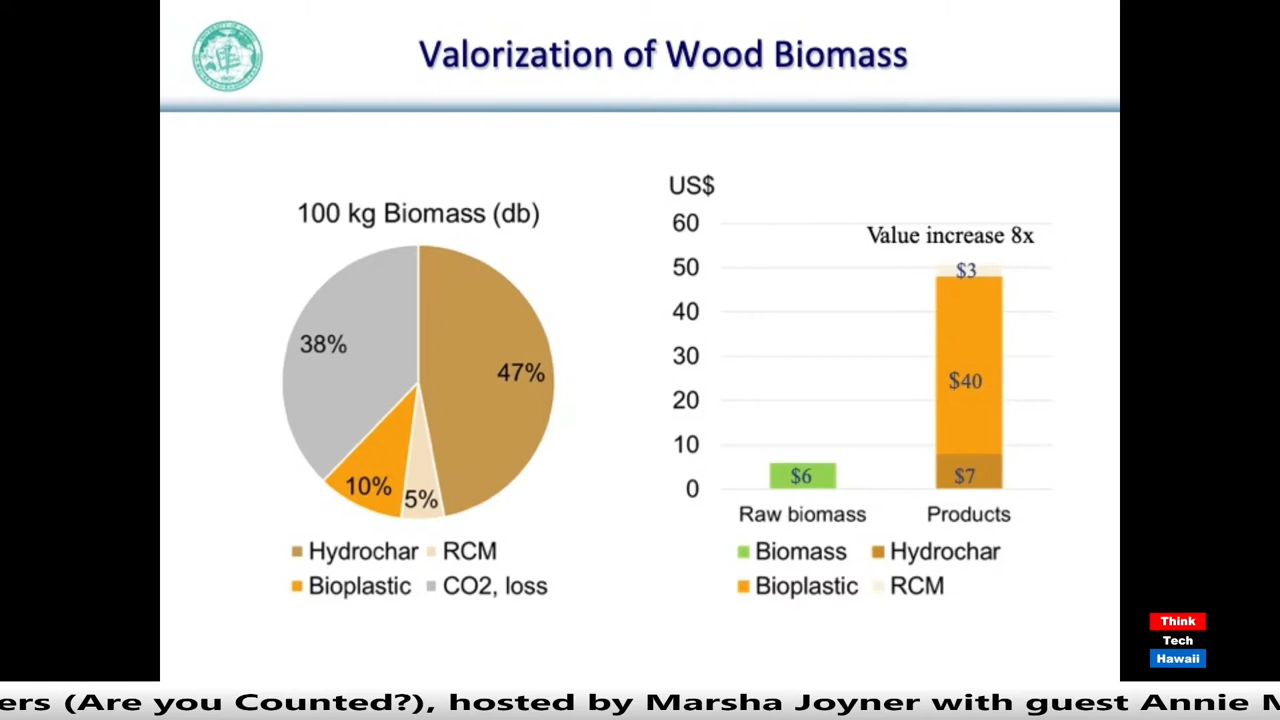 Valorization of Wood Biomass
100 kg Biomass (db)
38%
47%
10%
5%
Hydrochar RCM
Bioplastic CO2, loss
US$
60
50
40
30
20
10
0
Value increase 8x
$3
$40
$7
$6
Raw biomass Products
Biomass Hydrochar
Bioplastic RCM
Think
Tech
Hawaii
ers (Are you Counted?), hosted by Marsha Joyner with guest Annie M